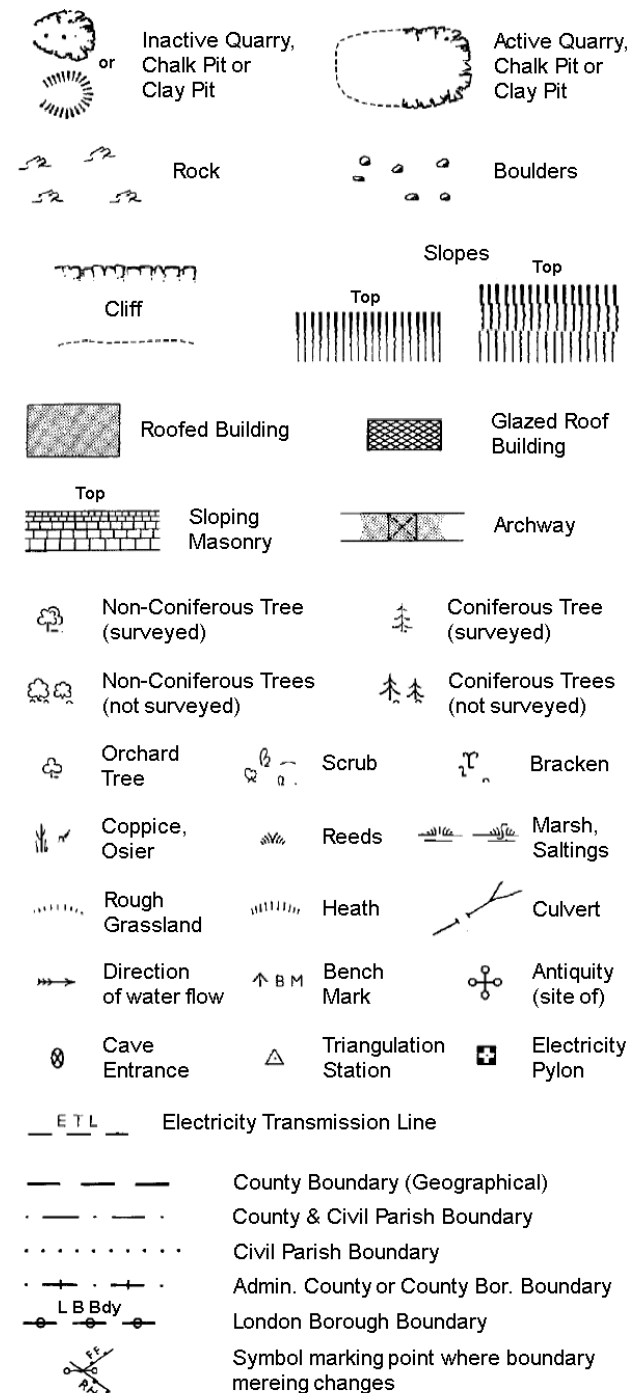 or
Inactive Quarry,
Chalk Pit or
Clay Pit
Active Quarry,
Chalk Pit or
Clay Pit
Rock
Boulders
Cliff
Slopes
Top
Top
Roofed Building
Glazed Roof
Building
Top
Sloping
Masonry
Archway
Non-Coniferous Tree
(surveyed)
Coniferous Tree
(surveyed)
Non-Coniferous Trees
(not surveyed)
Coniferous Trees
(not surveyed)
Orchard
Tree
Scrub
Bracken
Coppice,
Osier
Reeds
Marsh,
Saltings
Rough
Grassland
Heath
Culvert
Direction
of water flow
B M
Bench
Mark
Antiquity
(site of)
Cave
Entrance
Triangulation
Station
Electricity
Pylon
E T L
Electricity Transmission Line
County Boundary (Geographical)
County & Civil Parish Boundary
Civil Parish Boundary
Admin. County or County Bor. Boundary
L B Bdy
London Borough Boundary
FF
Symbol marking point where boundary
mereing changes